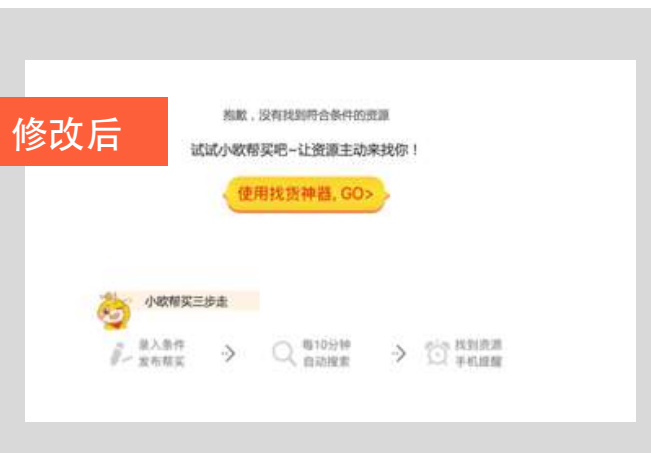 抱歉，没有找到符合条件的资源
修改后
试试小欧帮买吧~让资源主动来找你！
使用找货神器, GO>
小欧帮买三步走
录入条件
发布帮买
每10分钟
自动搜索
找到资源
手机提醒